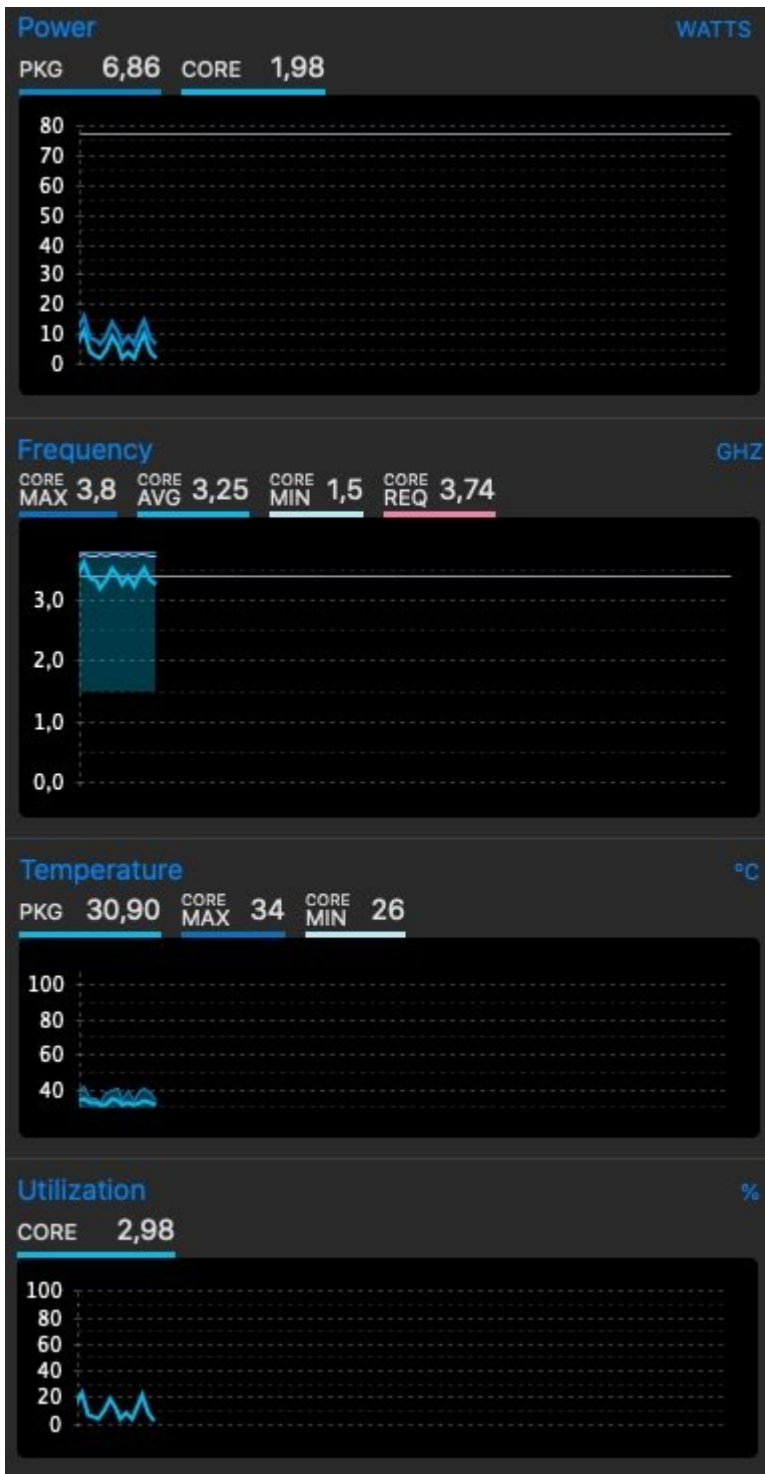 Power WATTS
PKG 6,86 CORE 1,98
80
70
60
50
40
30
20
10
0
Frequency GHZ
CORE MAX 3,8 CORE AVG 3,25 CORE MIN 1,5 CORE REQ 3,74
3,0
2,0
1,0
0,0
Temperature °C
PKG 30,90 CORE MAX 34 CORE MIN 26
100
80
60
40
Utilization %
CORE 2,98
100
80
60
40
20
0